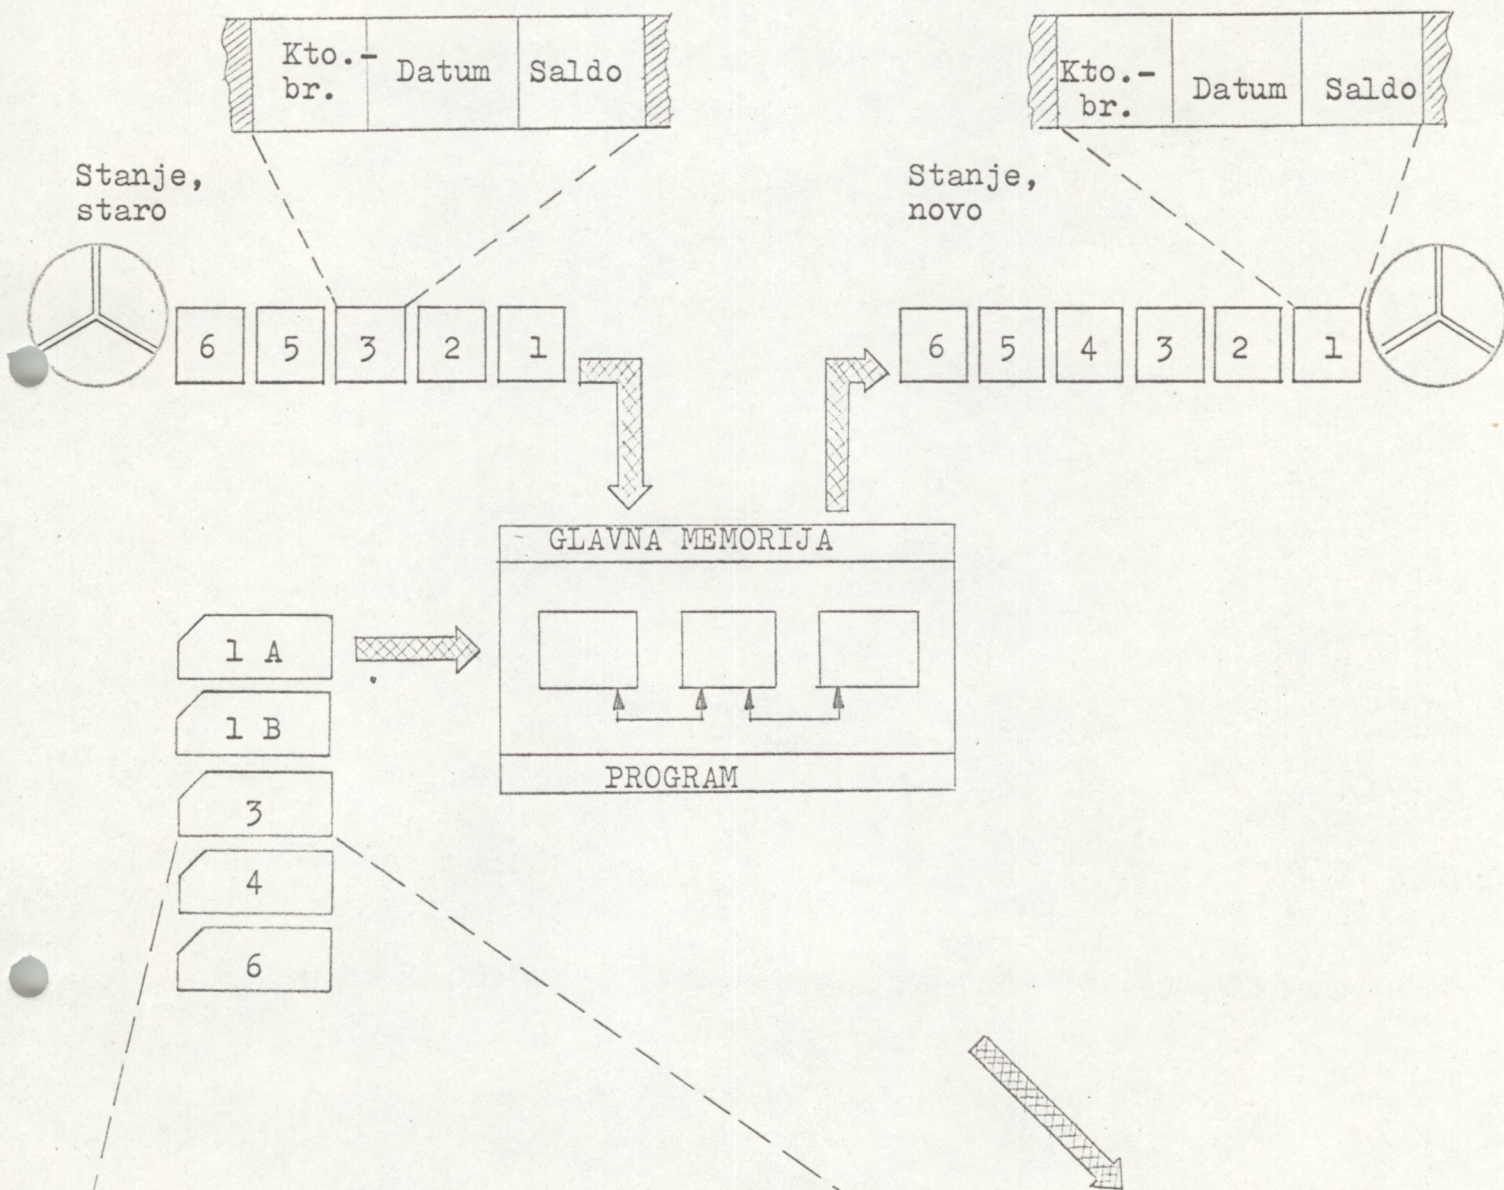 Kto.-
br.
Datum
Saldo
Kto.-
br.
Datum
Saldo
Stanje,
staro
Stanje,
novo
6 5 3 2 1
6 5 4 3 2 1
GLAVNA MEMORIJA
1 A
1 B
3
4
6
PROGRAM